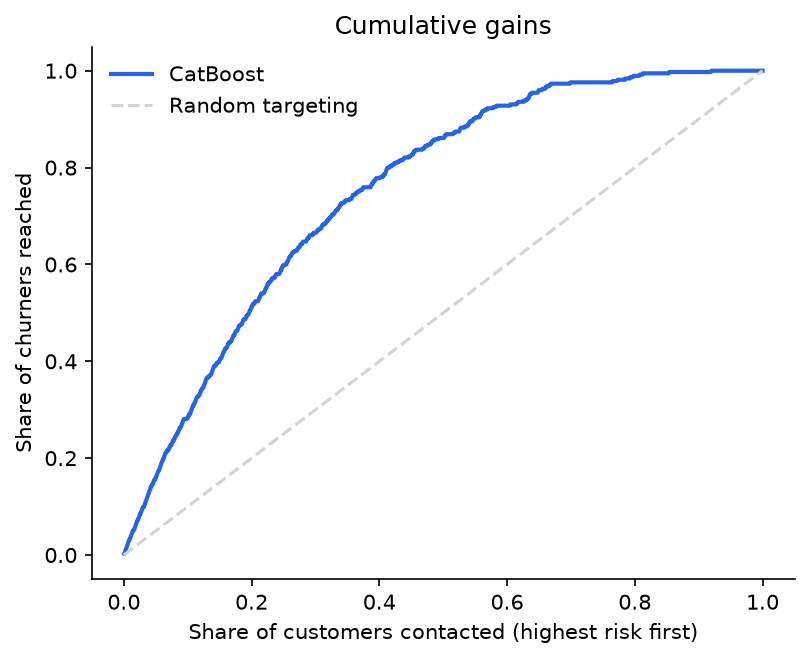 Cumulative gains
CatBoost
Random targeting
Share of churners reached
1.0
0.8
0.6
0.4
0.2
0.0
0.0 0.2 0.4 0.6 0.8 1.0
Share of customers contacted (highest risk first)